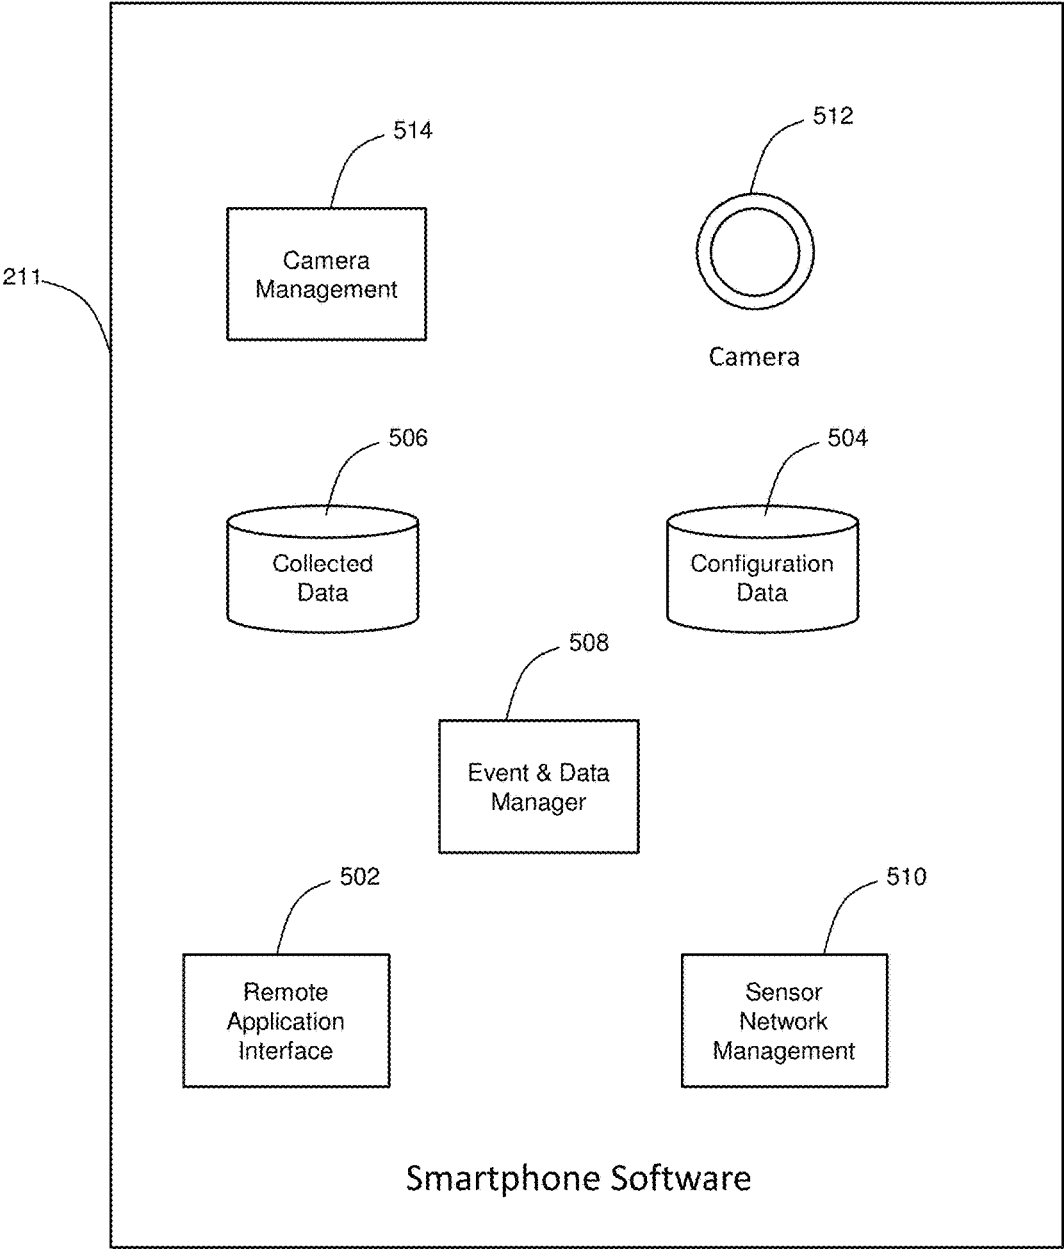 514
512
Camera
Management
211
Camera
506
504
Collected
Data
Configuration
Data
508
Event & Data
Manager
502
510
Remote
Application
Interface
Sensor
Network
Management
Smartphone Software